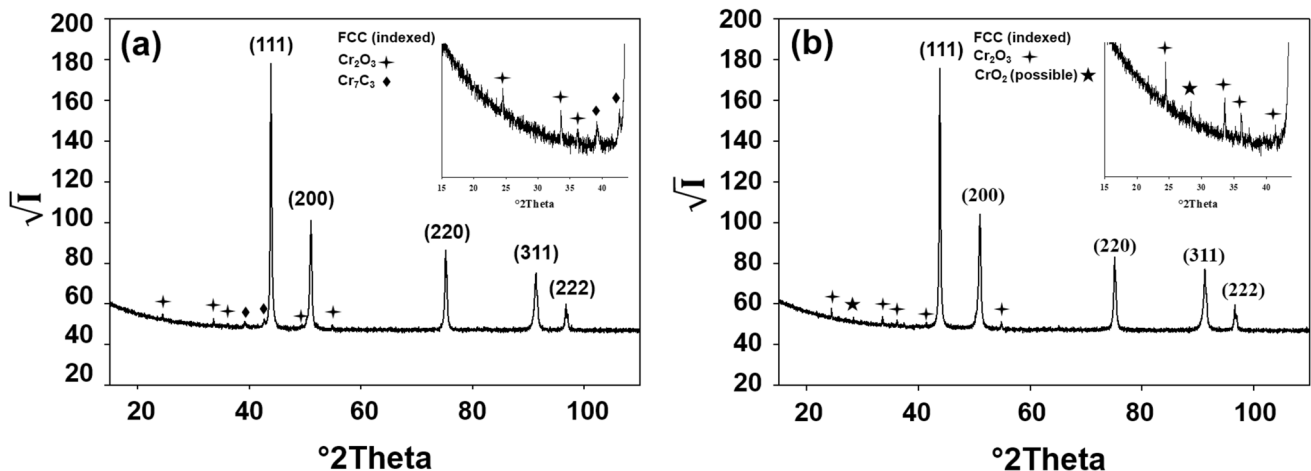 (a)
FCC (indexed)
Cr₂O₃
Cr₇C₃
200
180
160
140
120
100
80
60
40
20
√I
(111)
(200)
(220)
(311)
(222)
15 20 25 30 35 40
°2Theta
20 40 60 80 100
°2Theta
(b)
FCC (indexed)
Cr₂O₃
CrO₂ (possible)
200
180
160
140
120
100
80
60
40
20
√I
(111)
(200)
(220)
(311)
(222)
15 20 25 30 35 40
°2Theta
20 40 60 80 100
°2Theta